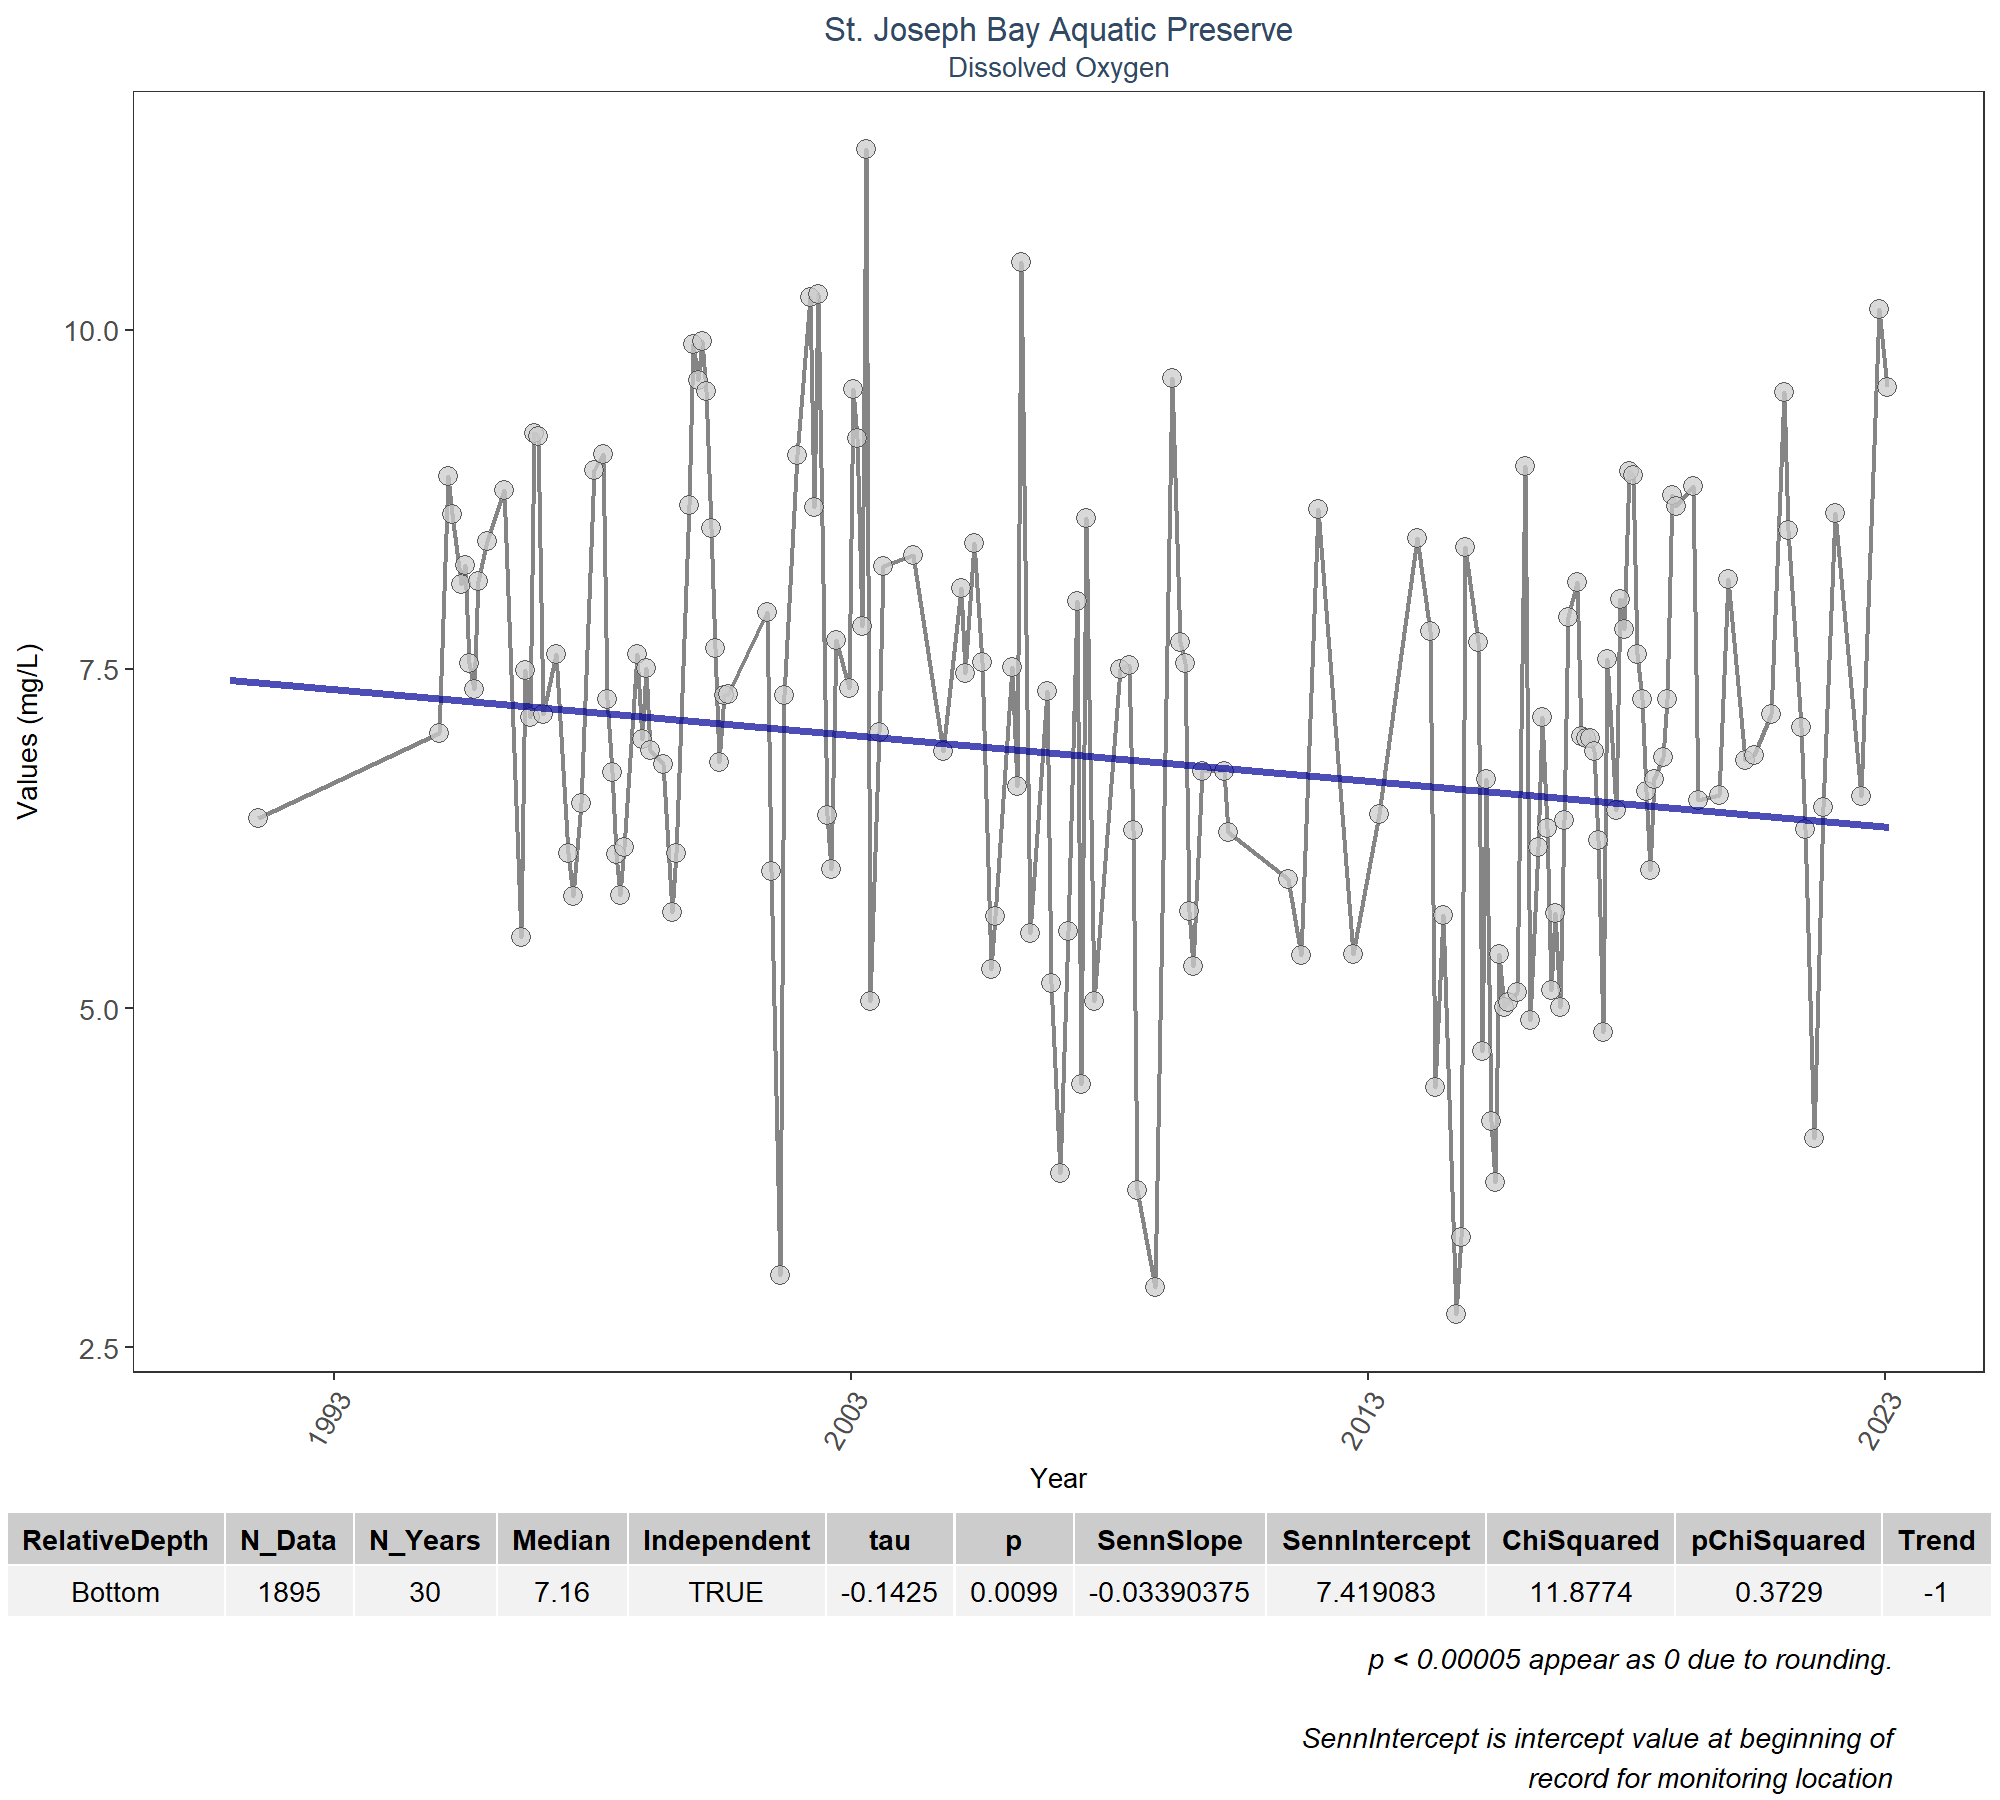 St. Joseph Bay Aquatic Preserve
Dissolved Oxygen
Values (mg/L)
10.0
7.5
5.0
2.5
1993 2003 2013 2023
Year
RelativeDepth N_Data N_Years Median Independent tau p SennSlope SennIntercept ChiSquared pChiSquared Trend
Bottom 1895 30 7.16 TRUE -0.1425 0.0099 -0.03390375 7.419083 11.8774 0.3729 -1
p < 0.00005 appear as 0 due to rounding.
SennIntercept is intercept value at beginning of
record for monitoring location